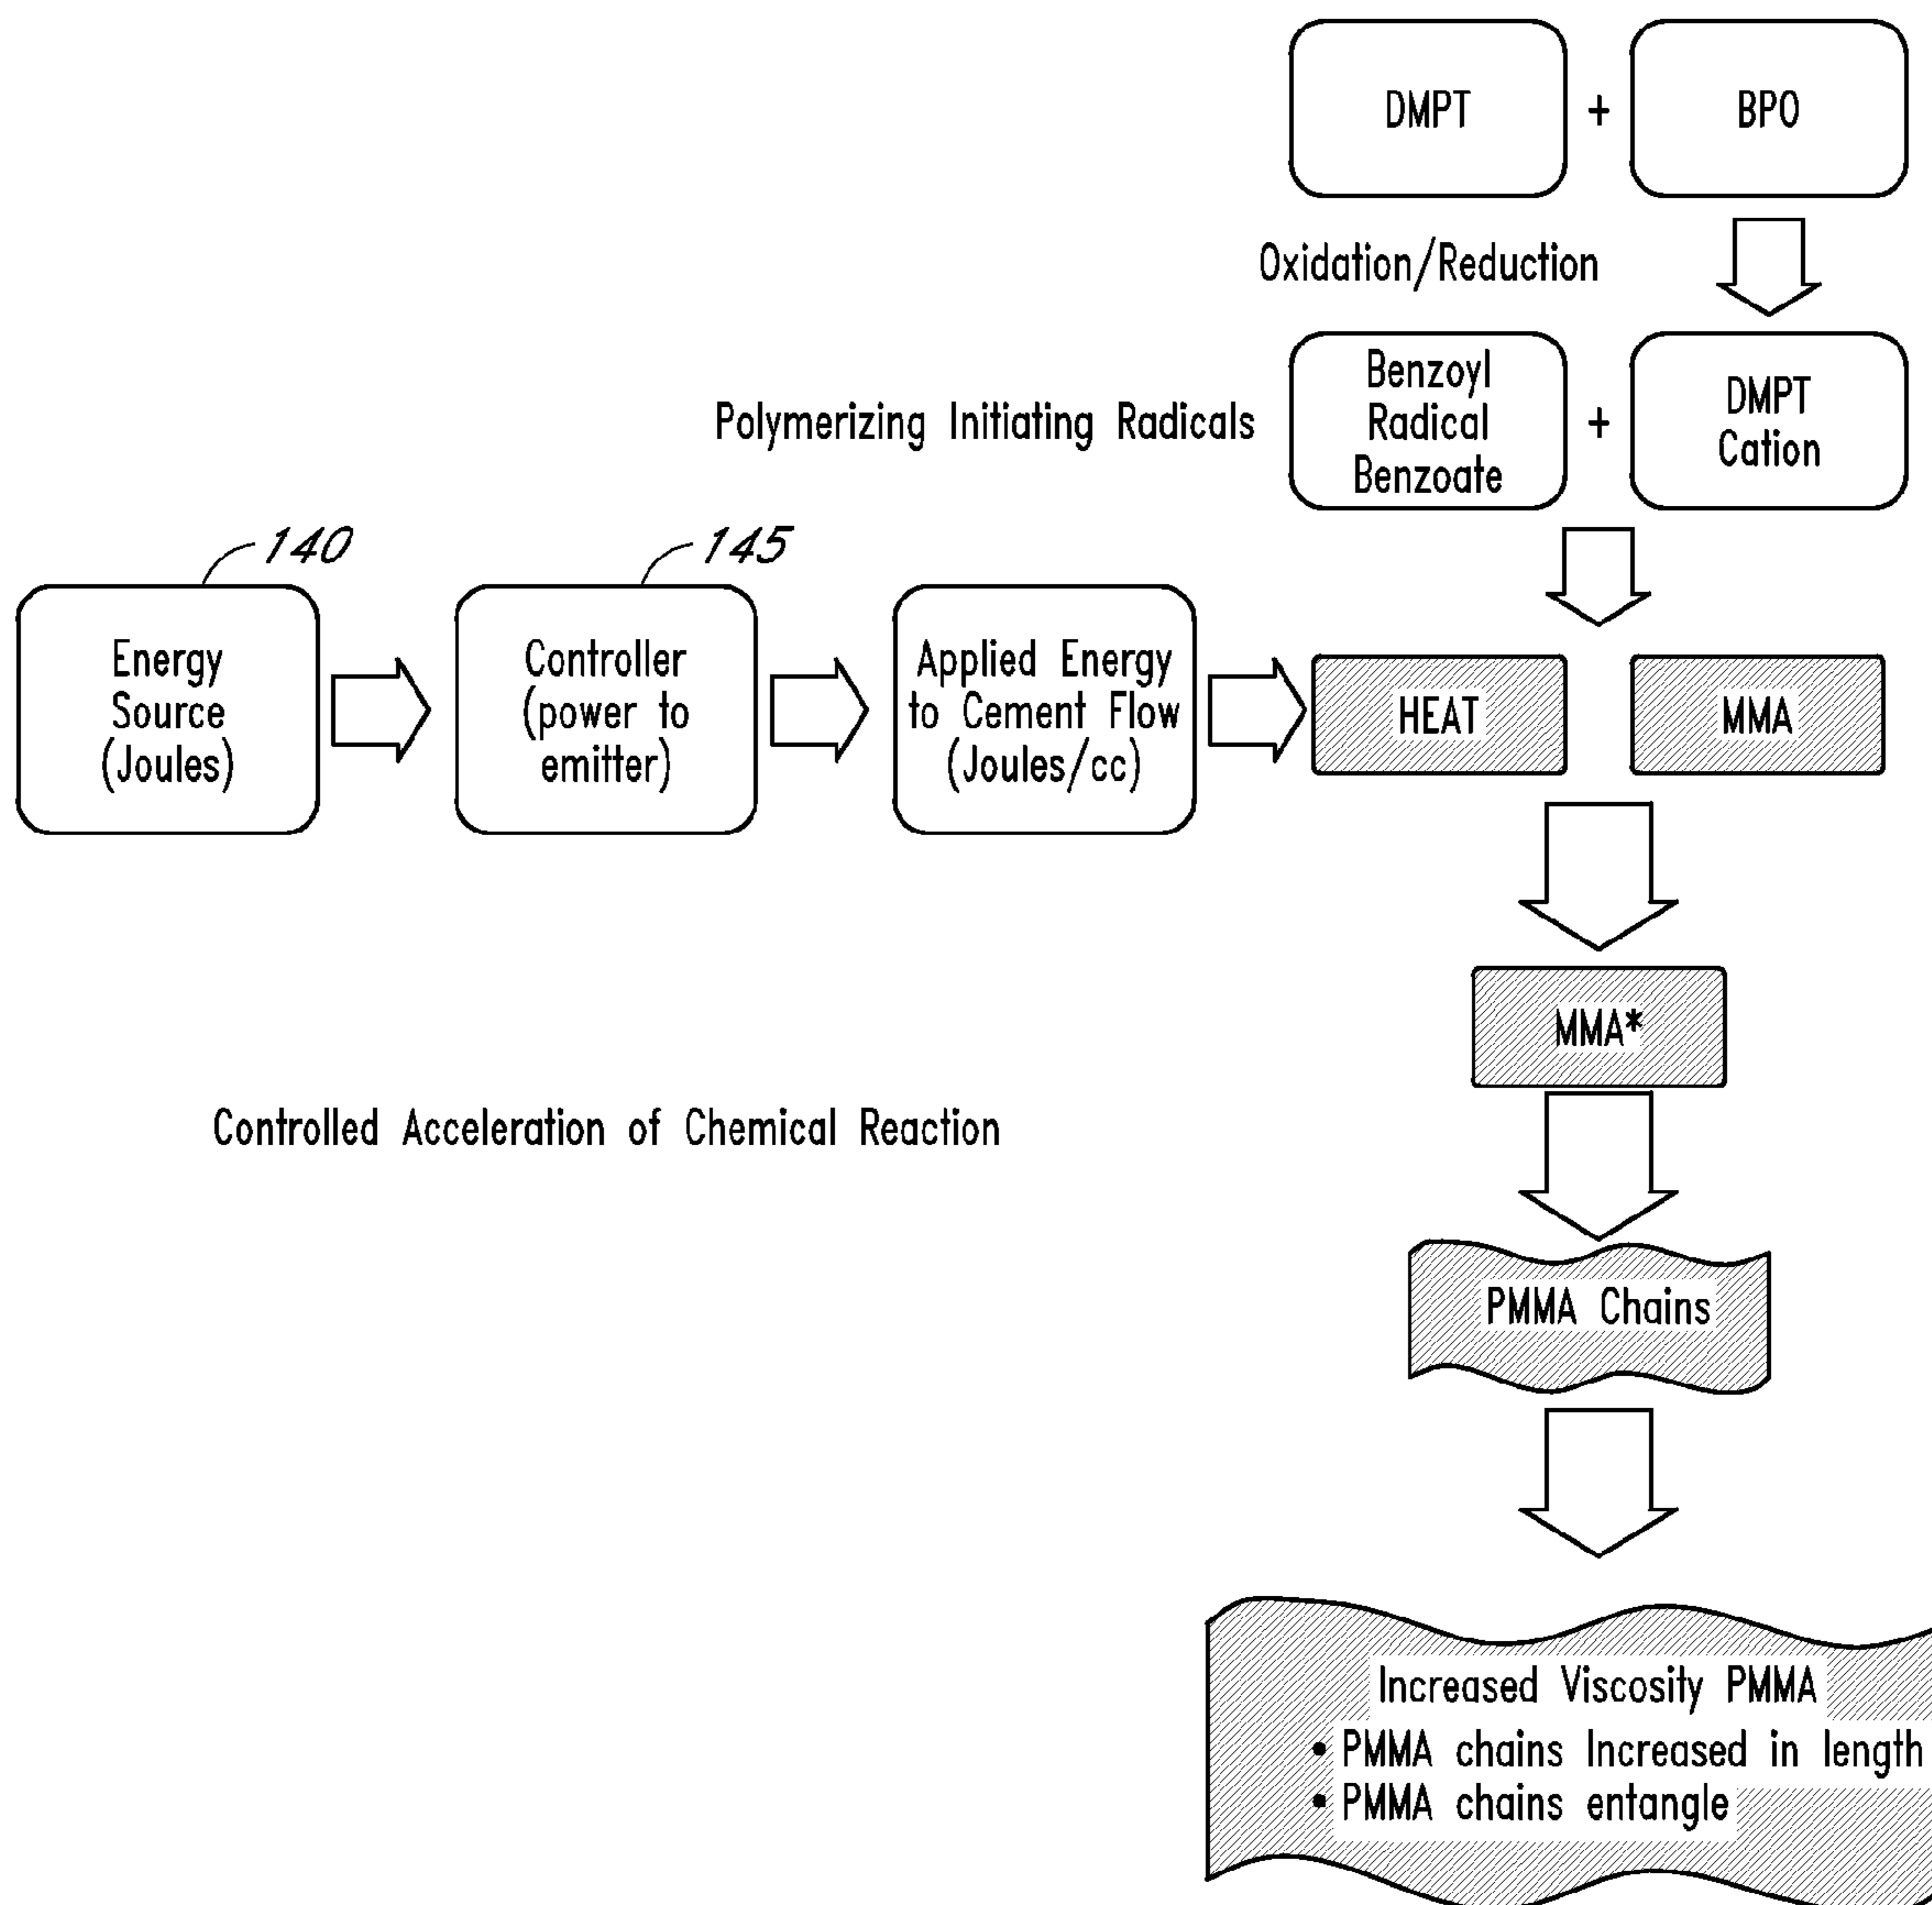 DMPT
+
BPO
Oxidation/Reduction
Polymerizing Initiating Radicals
Benzoyl
Radical
Benzoate
+
DMPT
Cation
140
145
Energy
Source
(Joules)
Controller
(power to
emitter)
Applied Energy
to Cement Flow
(Joules/cc)
HEAT
MMA
MMA*
Controlled Acceleration of Chemical Reaction
PMMA Chains
Increased Viscosity PMMA
• PMMA chains Increased in length
• PMMA chains entangle